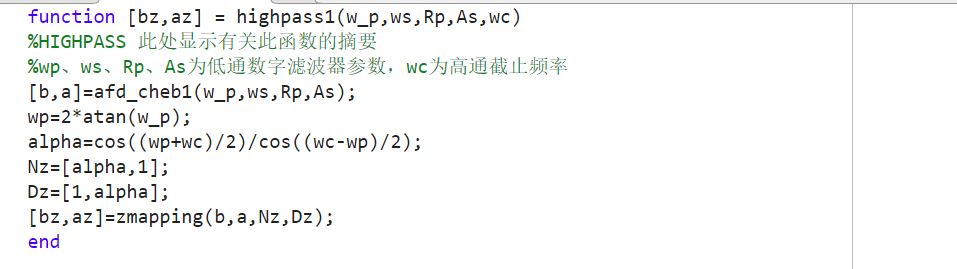 function [bz,az] = highpass1(w_p,ws,Rp,As,wc)
%HIGHPASS 此处显示有关此函数的摘要
%wp、ws、Rp、As为低通数字滤波器参数，wc为高通截止频率
[b,a]=afd_cheb1(w_p,ws,Rp,As);
wp=2*atan(w_p);
alpha=cos((wp+wc)/2)/cos((wc-wp)/2);
Nz=[alpha,1];
Dz=[1,alpha];
[bz,az]=zmapping(b,a,Nz,Dz);
end